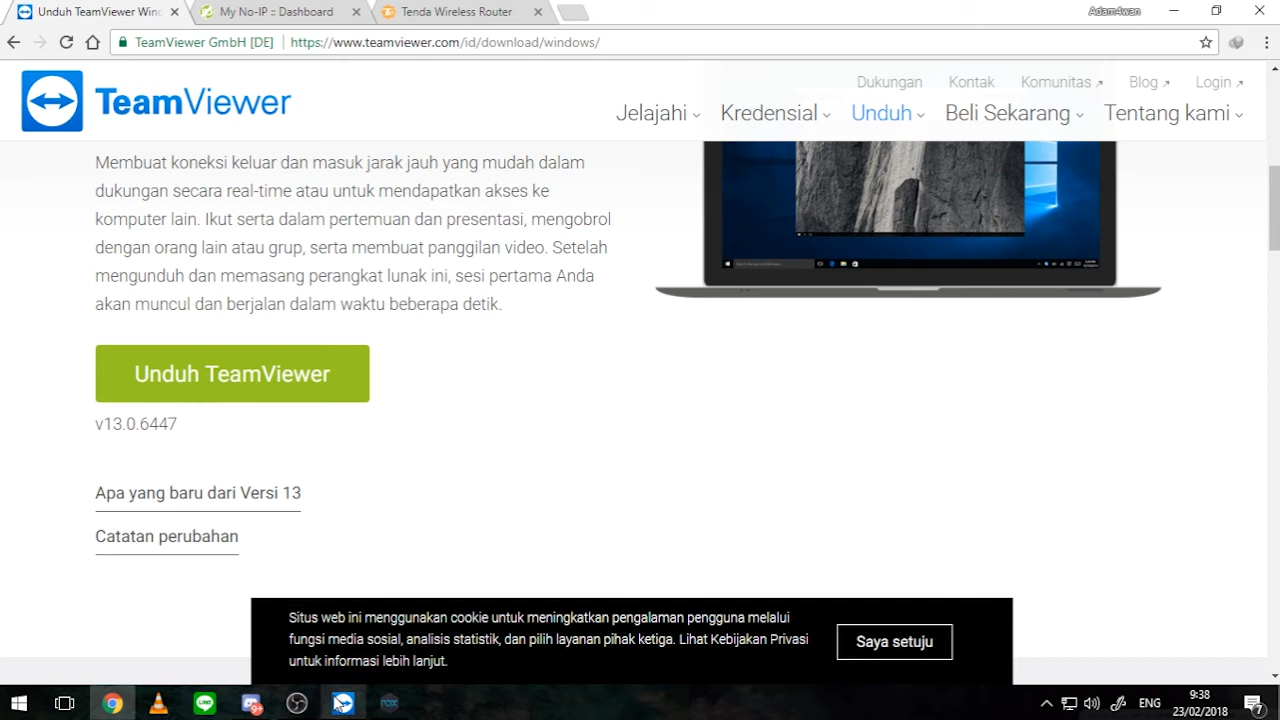 Unduh TeamViewer Wind
My No-IP :: Dashboard
Tenda Wireless Router
Adam4wan
TeamViewer GmbH [DE]
https://www.teamviewer.com/id/download/windows/
TeamViewer
Dukungan
Kontak
Komunitas
Blog
Login
Jelajahi
Kredensial
Unduh
Beli Sekarang
Tentang kami
Membuat koneksi keluar dan masuk jarak jauh yang mudah dalam
dukungan secara real-time atau untuk mendapatkan akses ke
komputer lain. Ikut serta dalam pertemuan dan presentasi, mengobrol
dengan orang lain atau grup, serta membuat panggilan video. Setelah
mengunduh dan memasang perangkat lunak ini, sesi pertama Anda
akan muncul dan berjalan dalam waktu beberapa detik.
Unduh TeamViewer
v13.0.6447
Apa yang baru dari Versi 13
Catatan perubahan
Situs web ini menggunakan cookie untuk meningkatkan pengalaman pengguna melalui
fungsi media sosial, analisis statistik, dan pilih layanan pihak ketiga. Lihat Kebijakan Privasi
untuk informasi lebih lanjut.
Saya setuju
LINE
9+
nox
ENG
9:38
23/02/2018
7